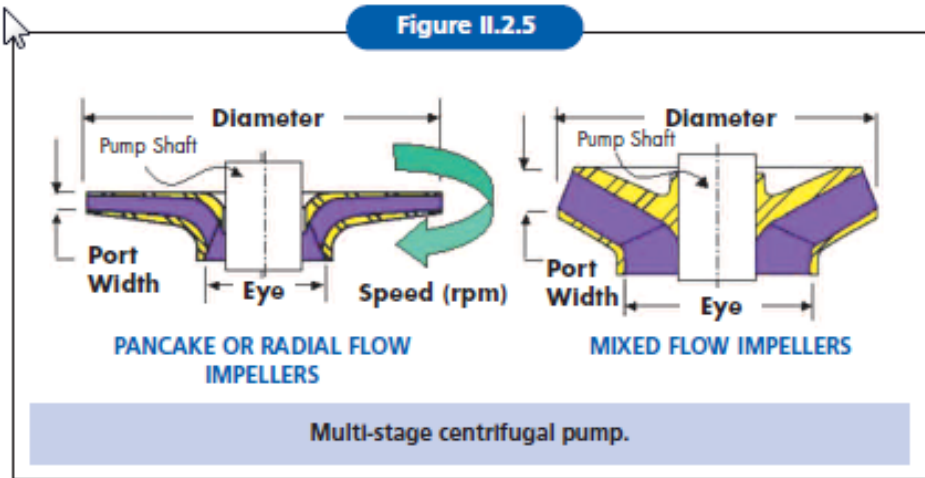 Figure II.2.5
Diameter
Pump Shaft
Port
Width
Eye
Speed (rpm)
PANCAKE OR RADIAL FLOW
IMPELLERS
Diameter
Pump Shaft
Port
Width
Eye
MIXED FLOW IMPELLERS
Multi-stage centrifugal pump.